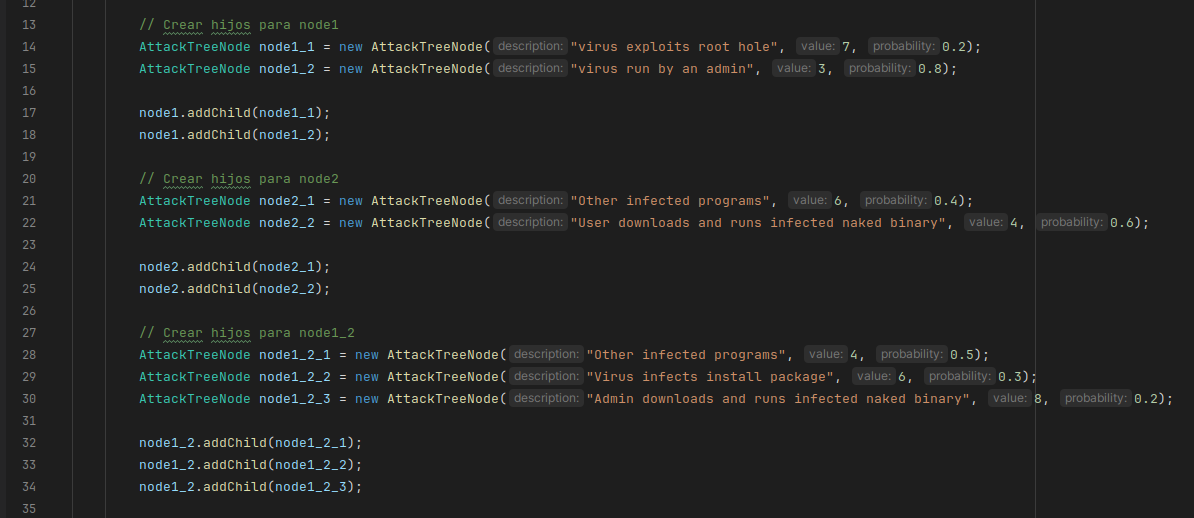 12
13 // Crear hijos para node1
14 AttackTreeNode node1_1 = new AttackTreeNode( description: "virus exploits root hole", value: 7, probability: 0.2);
15 AttackTreeNode node1_2 = new AttackTreeNode( description: "virus run by an admin", value: 3, probability: 0.8);
16
17 node1.addChild(node1_1);
18 node1.addChild(node1_2);
19
20 // Crear hijos para node2
21 AttackTreeNode node2_1 = new AttackTreeNode( description: "Other infected programs", value: 6, probability: 0.4);
22 AttackTreeNode node2_2 = new AttackTreeNode( description: "User downloads and runs infected naked binary", value: 4, probability: 0.6);
23
24 node2.addChild(node2_1);
25 node2.addChild(node2_2);
26
27 // Crear hijos para node1_2
28 AttackTreeNode node1_2_1 = new AttackTreeNode( description: "Other infected programs", value: 4, probability: 0.5);
29 AttackTreeNode node1_2_2 = new AttackTreeNode( description: "Virus infects install package", value: 6, probability: 0.3);
30 AttackTreeNode node1_2_3 = new AttackTreeNode( description: "Admin downloads and runs infected naked binary", value: 8, probability: 0.2);
31
32 node1_2.addChild(node1_2_1);
33 node1_2.addChild(node1_2_2);
34 node1_2.addChild(node1_2_3);
35